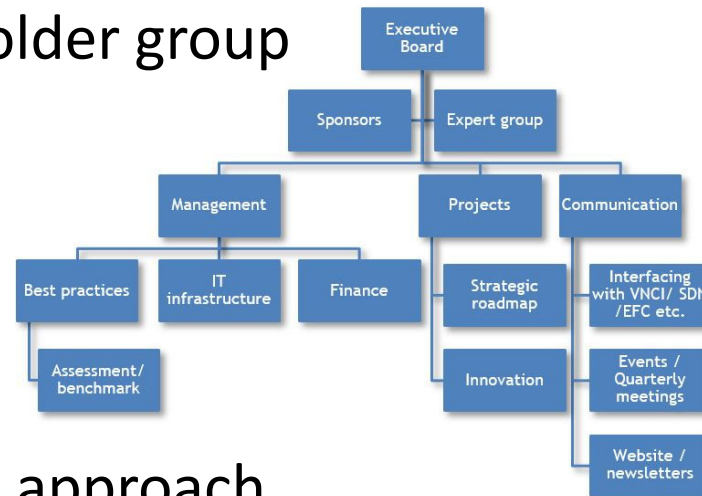 older group
Executive
Board
Sponsors
Expert group
Management
Projects
Communication
Best practices
IT
infrastructure
Finance
Strategic
roadmap
Interfacing
with VNCI/ SDN
/EFC etc.
Assessment/
benchmark
Innovation
Events /
Quarterly
meetings
Website /
newsletters
approach